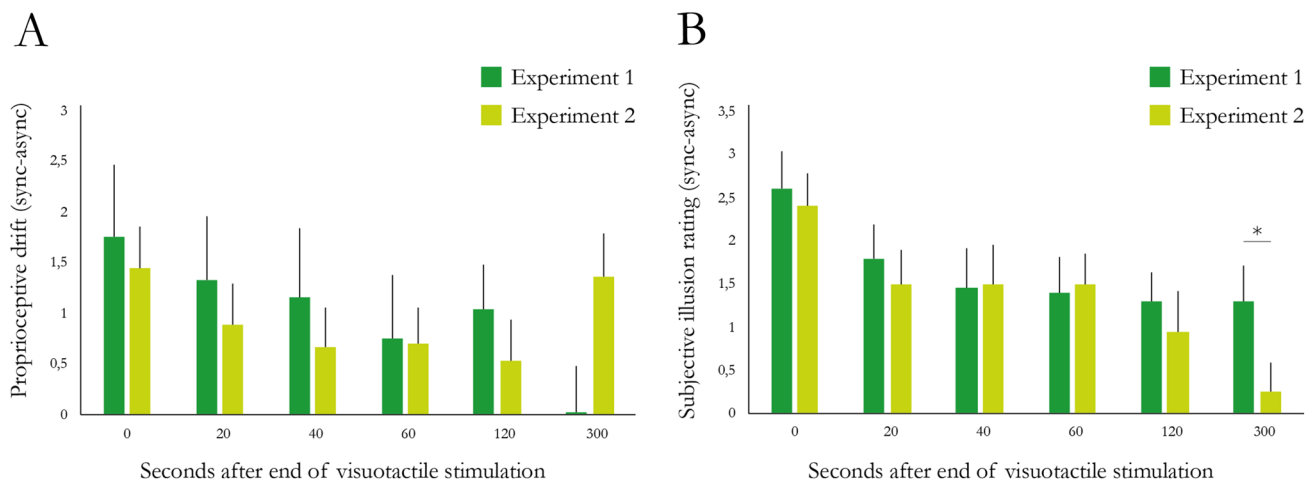 A
Experiment 1
Experiment 2
Proprioceptive drift (sync-async)
3
2,5
2
1,5
1
0,5
0
0 20 40 60 120 300
Seconds after end of visuotactile stimulation
B
Experiment 1
Experiment 2
Subjective illusion rating (sync-async)
3,5
3
2,5
2
1,5
1
0,5
0
*
0 20 40 60 120 300
Seconds after end of visuotactile stimulation